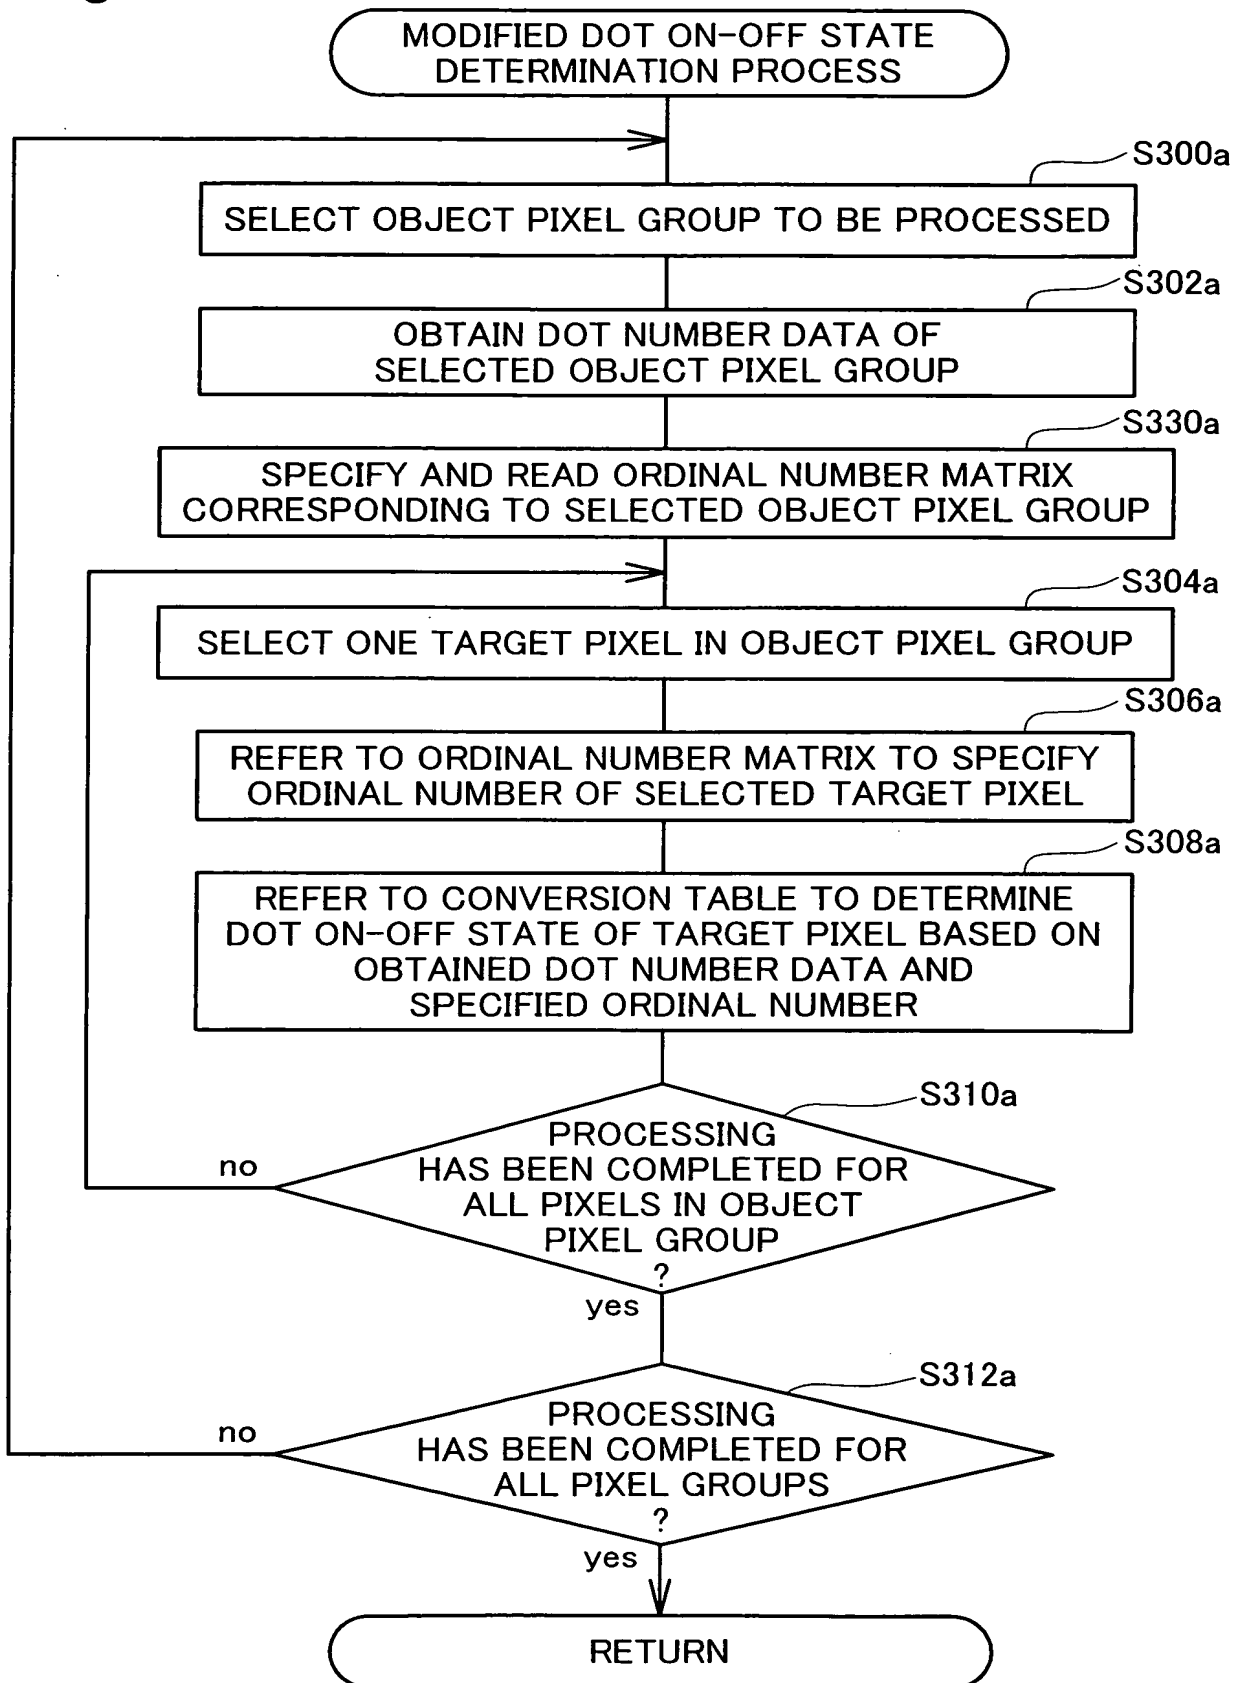 MODIFIED DOT ON-OFF STATE
DETERMINATION PROCESS
S300a
SELECT OBJECT PIXEL GROUP TO BE PROCESSED
S302a
OBTAIN DOT NUMBER DATA OF
SELECTED OBJECT PIXEL GROUP
S330a
SPECIFY AND READ ORDINAL NUMBER MATRIX
CORRESPONDING TO SELECTED OBJECT PIXEL GROUP
S304a
SELECT ONE TARGET PIXEL IN OBJECT PIXEL GROUP
S306a
REFER TO ORDINAL NUMBER MATRIX TO SPECIFY
ORDINAL NUMBER OF SELECTED TARGET PIXEL
S308a
REFER TO CONVERSION TABLE TO DETERMINE
DOT ON-OFF STATE OF TARGET PIXEL BASED ON
OBTAINED DOT NUMBER DATA AND
SPECIFIED ORDINAL NUMBER
S310a
PROCESSING
HAS BEEN COMPLETED FOR
ALL PIXELS IN OBJECT
PIXEL GROUP
?
no
yes
S312a
PROCESSING
HAS BEEN COMPLETED FOR
ALL PIXEL GROUPS
?
no
yes
RETURN